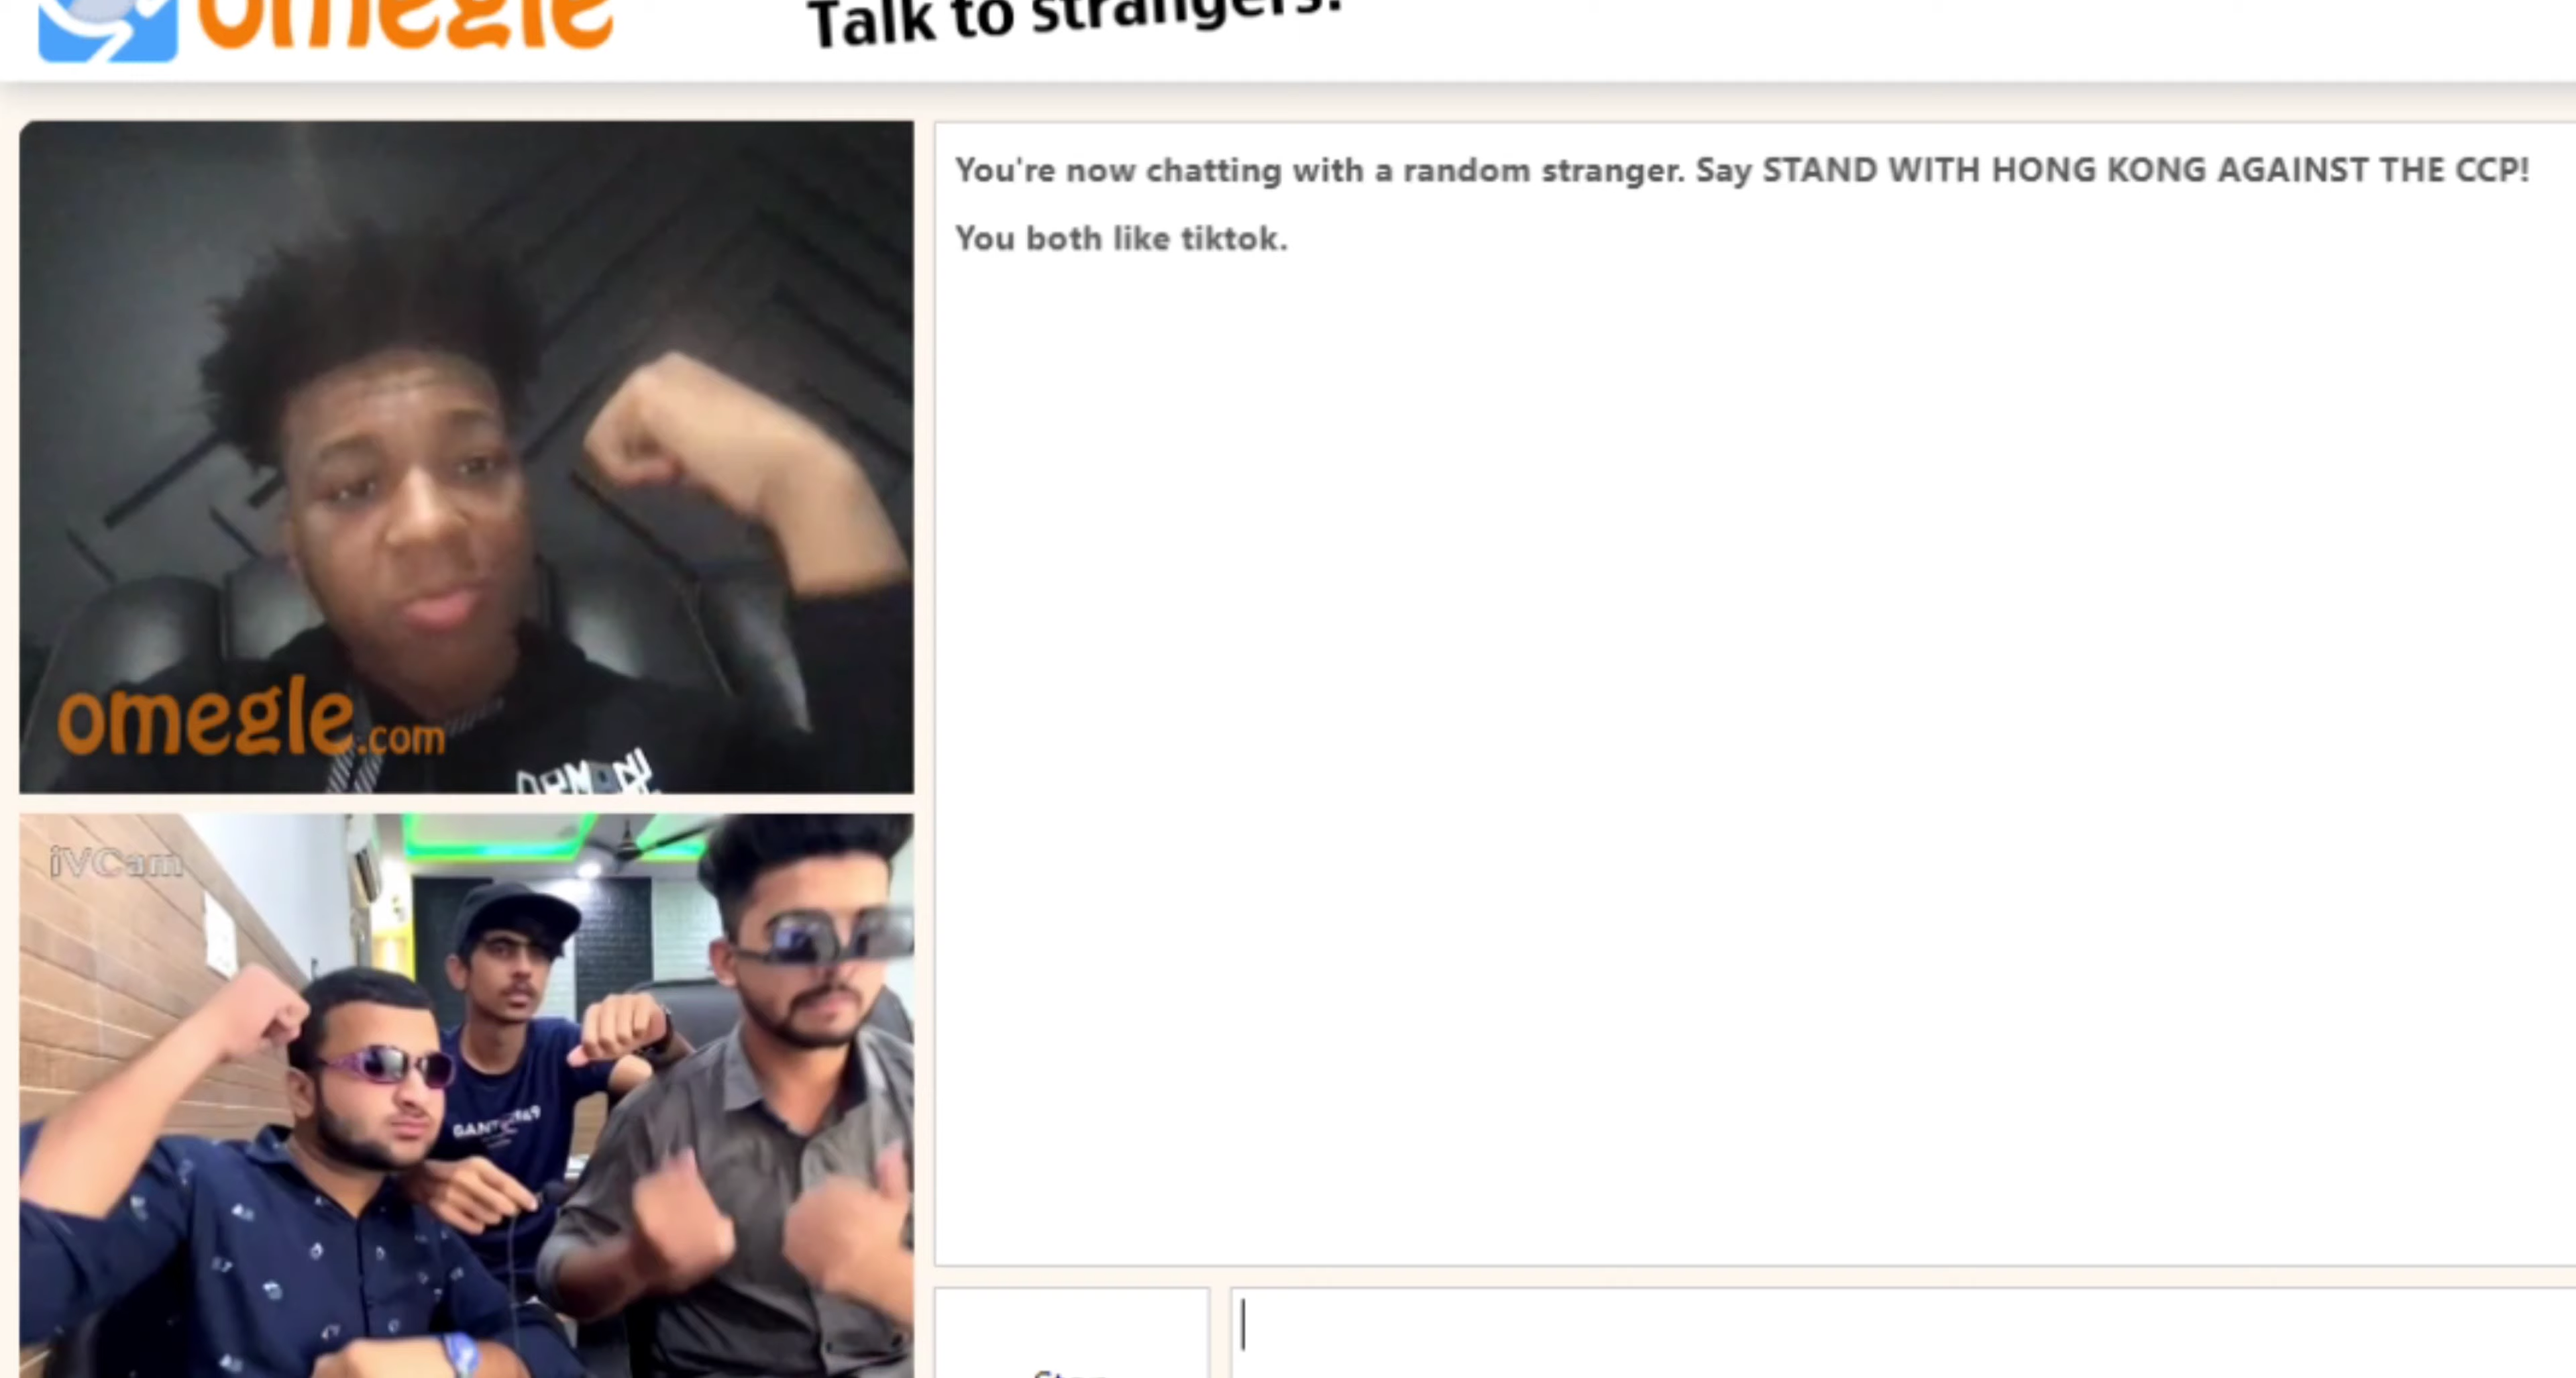 omegle
Talk to strangers!
You're now chatting with a random stranger. Say STAND WITH HONG KONG AGAINST THE CCP!
You both like tiktok.
omegle.com
iVCam